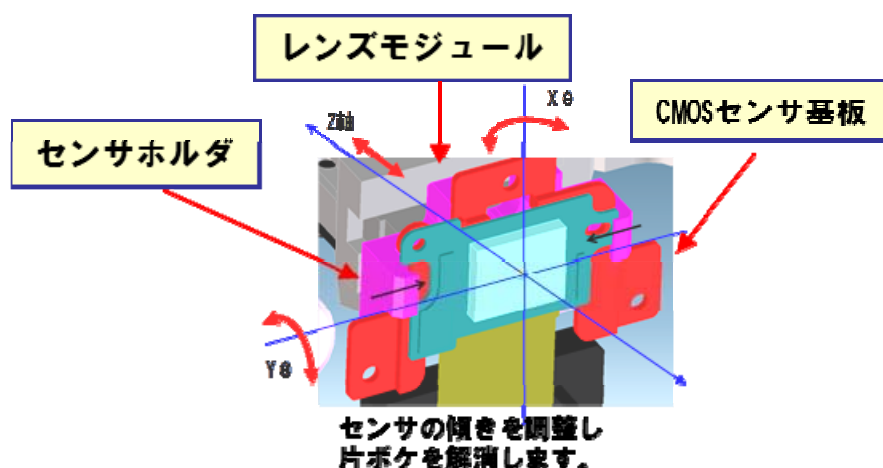 レンズモジュール
Xθ
Z軸
CMOSセンサ基板
センサホルダ
Yθ
センサの傾きを調整し
片ボケを解消します。